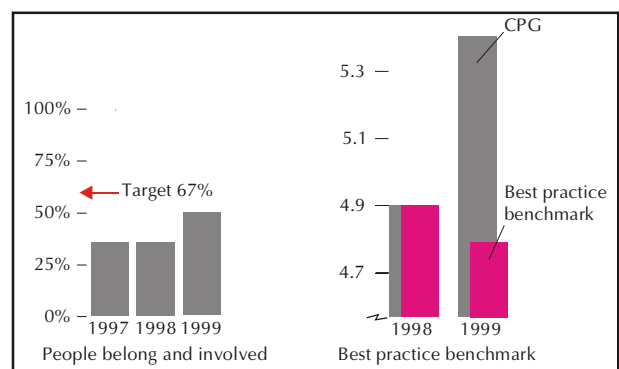 100%
75%
Target 67%
50%
25%
0%
1997 1998 1999
People belong and involved
CPG
5.3
5.1
Best practice
benchmark
4.9
4.7
1998 1999
Best practice benchmark